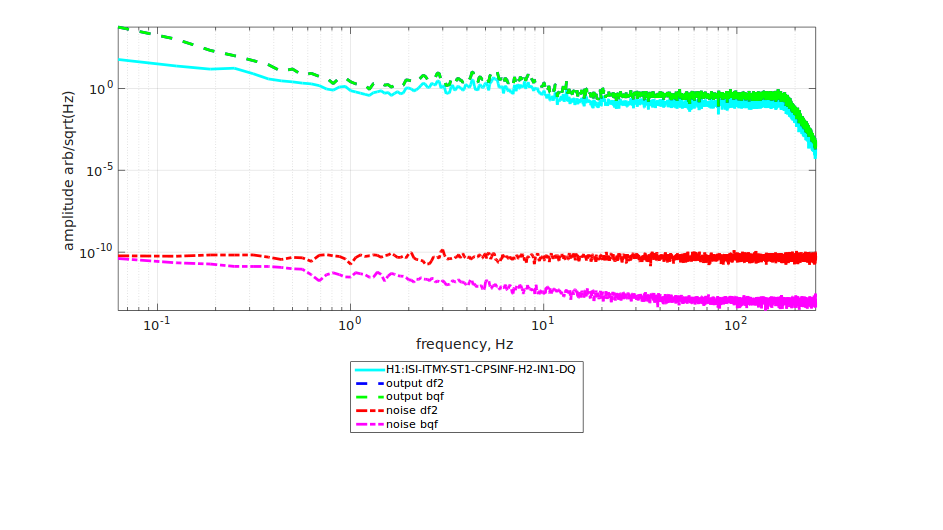 amplitude arb/sqrt(Hz)
10^0
10^-5
10^-10
10^-1 10^0 10^1 10^2
frequency, Hz
H1:ISI-ITMY-ST1-CPSINF-H2-IN1-DQ
output df2
output bqf
noise df2
noise bqf